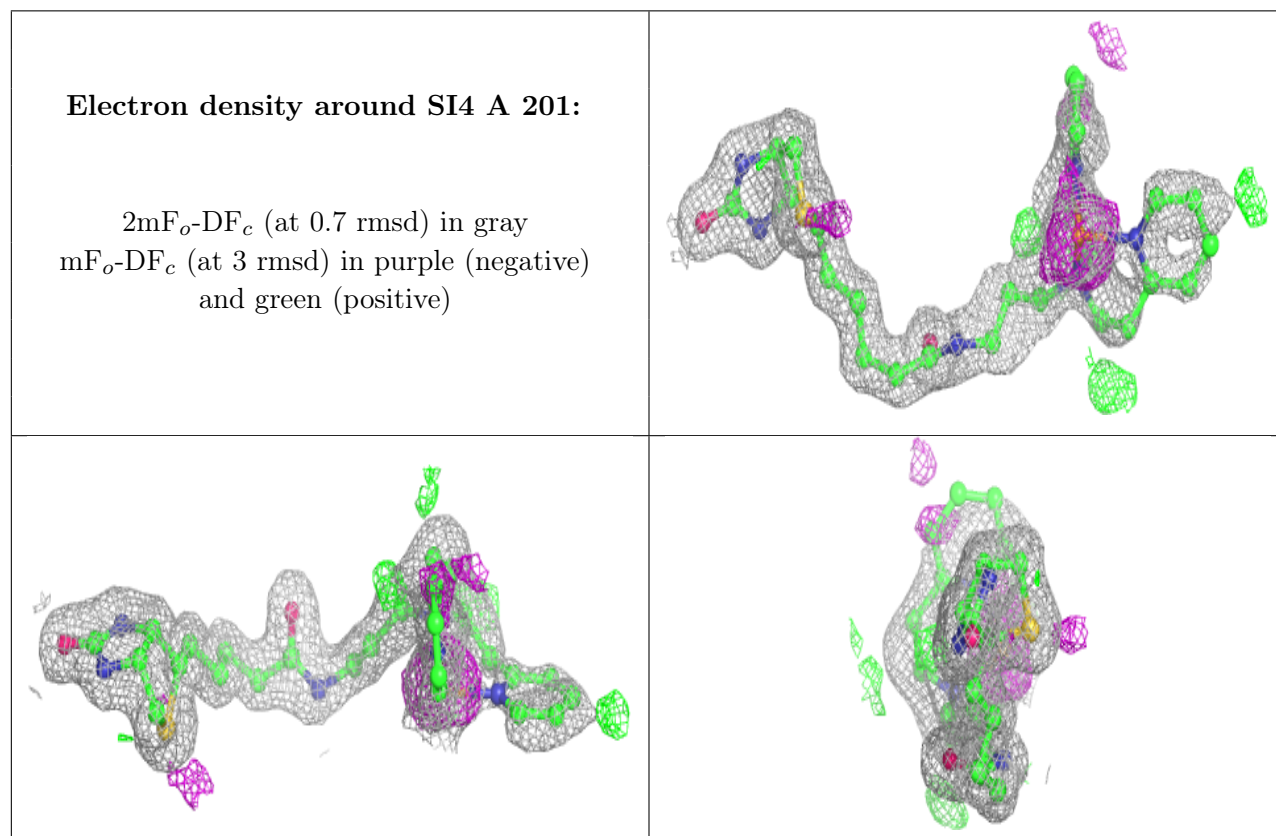 Electron density around SI4 A 201:
2mFo-DFc (at 0.7 rmsd) in gray
mFo-DFc (at 3 rmsd) in purple (negative)
and green (positive)